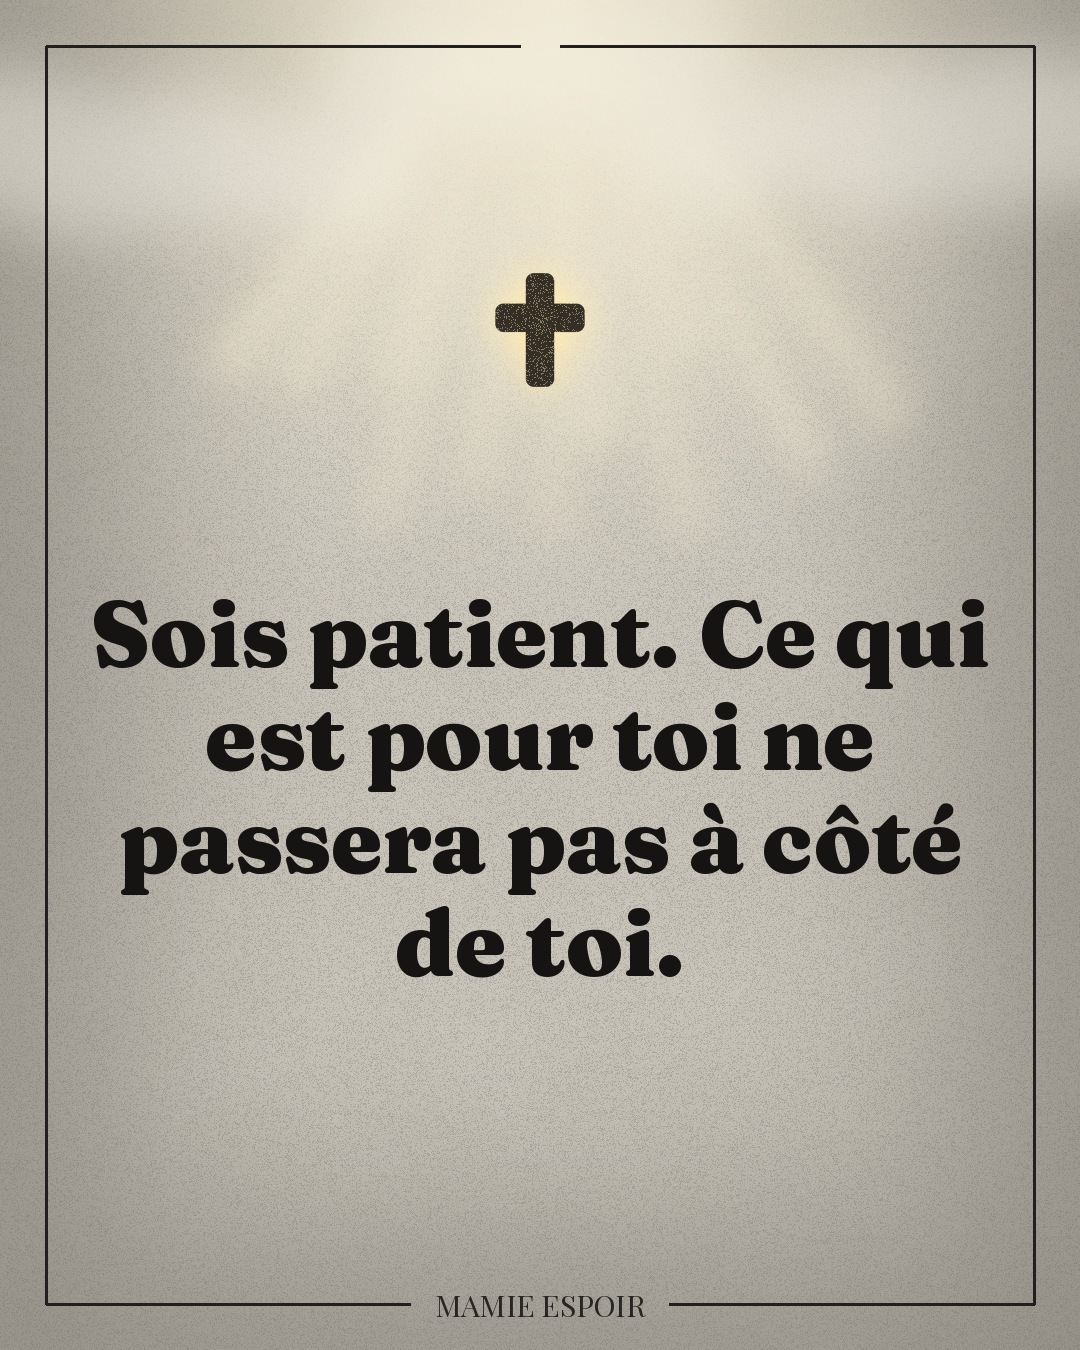 Sois patient. Ce qui
est pour toi ne
passera pas à côté
de toi.
MAMIE ESPOIR